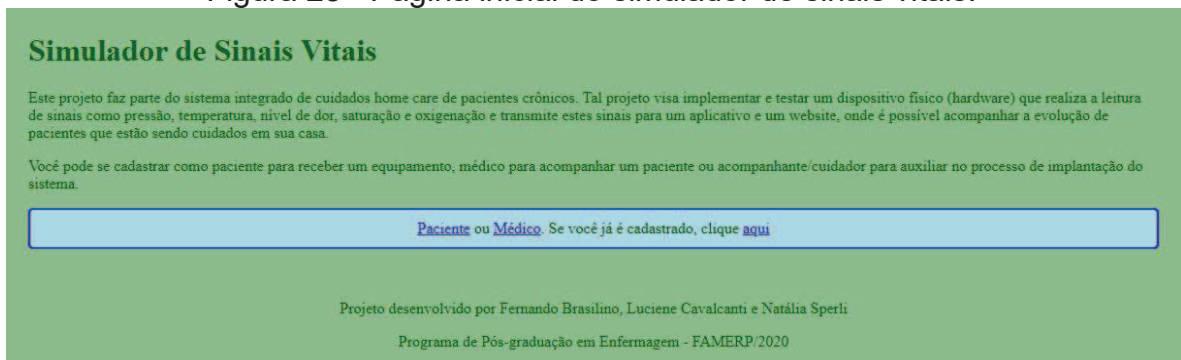 Simulador de Sinais Vitais
Este projeto faz parte do sistema integrado de cuidados home care de pacientes crônicos. Tal projeto visa implementar e testar um dispositivo físico (hardware) que realiza a leitura
de sinais como pressão, temperatura, nível de dor, saturação e oxigenação e transmite estes sinais para um aplicativo e um website, onde é possível acompanhar a evolução de
pacientes que estão sendo cuidados em sua casa.
Você pode se cadastrar como paciente para receber um equipamento, médico para acompanhar um paciente ou acompanhante/cuidador para auxiliar no processo de implantação do
sistema.
Paciente ou Médico. Se você já é cadastrado, clique aqui
Projeto desenvolvido por Fernando Brasilino, Luciene Cavalcanti e Natália Sperli
Programa de Pós-graduação em Enfermagem - FAMERP/2020